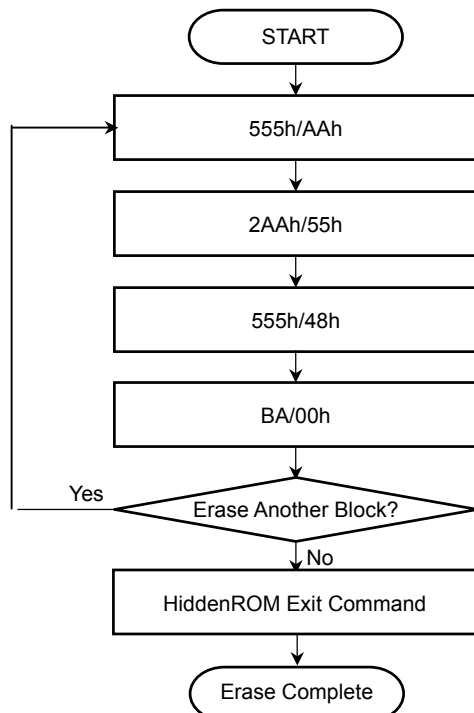 START
555h/AAh
2AAh/55h
555h/48h
BA/00h
Yes
Erase Another Block?
No
HiddenROM Exit Command
Erase Complete